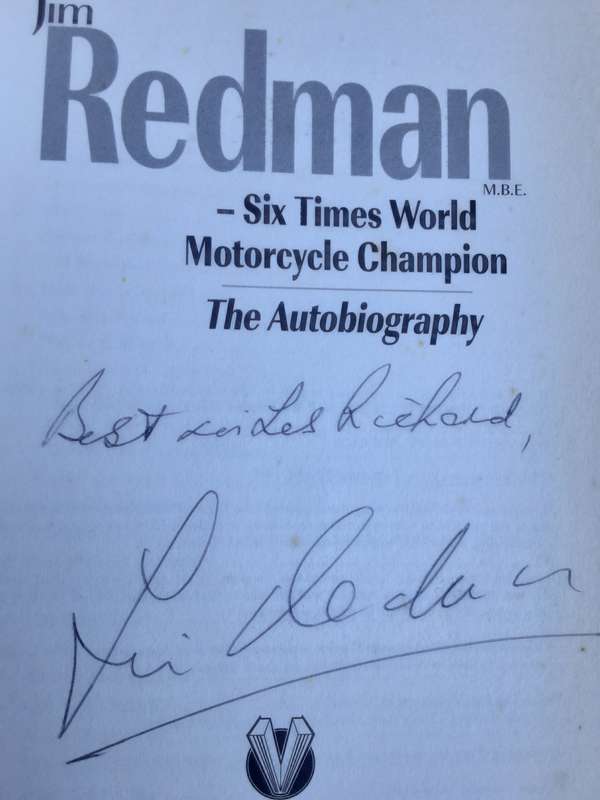 Jim
Redman
M.B.E.
– Six Times World
Motorcycle Champion
The Autobiography
Best wishes Richard,
Jim Redman